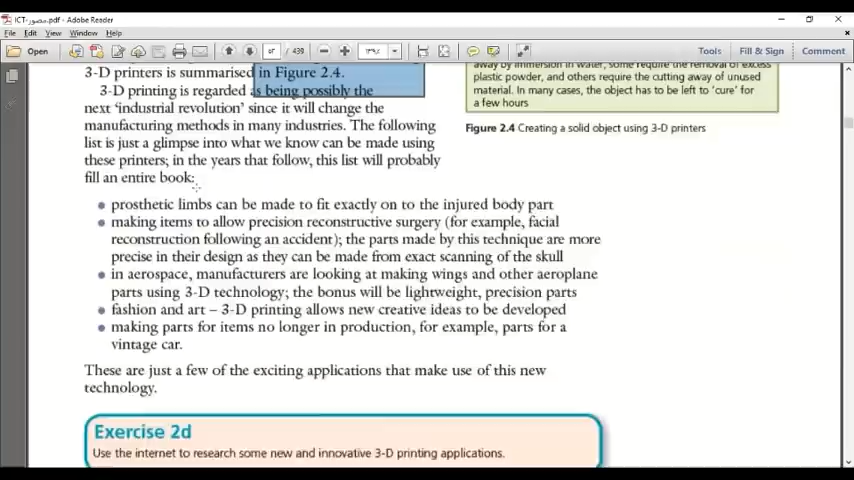 ICT-مصور.pdf - Adobe Reader
File Edit View Window Help
Open
/ 439
Tools
Fill & Sign
Comment
3-D printers is summarised in Figure 2.4.
3-D printing is regarded as being possibly the
next ‘industrial revolution’ since it will change the
manufacturing methods in many industries. The following
list is just a glimpse into what we know can be made using
these printers; in the years that follow, this list will probably
fill an entire book:
away by immersion in water, some require the removal of excess
plastic powder, and others require the cutting away of unused
material. In many cases, the object has to be left to ‘cure’ for
a few hours
Figure 2.4 Creating a solid object using 3-D printers
prosthetic limbs can be made to fit exactly on to the injured body part
making items to allow precision reconstructive surgery (for example, facial
reconstruction following an accident); the parts made by this technique are more
precise in their design as they can be made from exact scanning of the skull
in aerospace, manufacturers are looking at making wings and other aeroplane
parts using 3-D technology; the bonus will be lightweight, precision parts
fashion and art – 3-D printing allows new creative ideas to be developed
making parts for items no longer in production, for example, parts for a
vintage car.
These are just a few of the exciting applications that make use of this new
technology.
Exercise 2d
Use the internet to research some new and innovative 3-D printing applications.